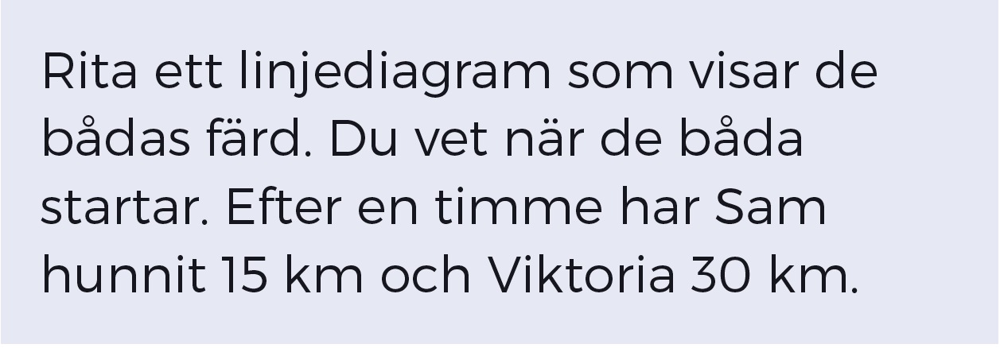 Rita ett linjediagram som visar de
bådas färd. Du vet när de båda
startar. Efter en timme har Sam
hunnit 15 km och Viktoria 30 km.